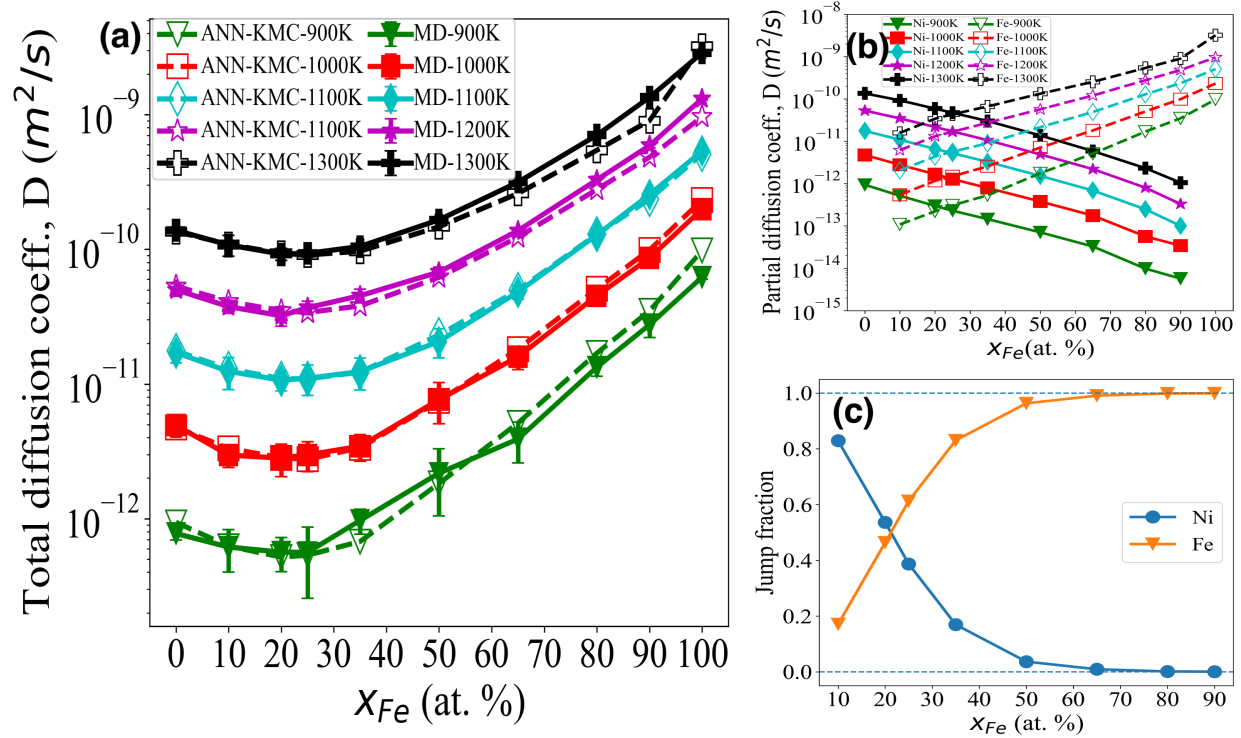 (a)
ANN-KMC-900K
ANN-KMC-1000K
ANN-KMC-1100K
ANN-KMC-1100K
ANN-KMC-1300K
MD-900K
MD-1000K
MD-1100K
MD-1200K
MD-1300K
Total diffusion coeff., D (m²/s)
10⁻⁹
10⁻¹⁰
10⁻¹¹
10⁻¹²
0 10 20 30 40 50 60 70 80 90 100
x_Fe (at. %)
(b)
Ni-900K
Ni-1000K
Ni-1100K
Ni-1200K
Ni-1300K
Fe-900K
Fe-1000K
Fe-1100K
Fe-1200K
Fe-1300K
Partial diffusion coeff., D (m²/s)
10⁻⁸
10⁻⁹
10⁻¹⁰
10⁻¹¹
10⁻¹²
10⁻¹³
10⁻¹⁴
10⁻¹⁵
0 10 20 30 40 50 60 70 80 90 100
x_Fe(at. %)
(c)
Ni
Fe
Jump fraction
1.0
0.8
0.6
0.4
0.2
0.0
10 20 30 40 50 60 70 80 90
x_Fe (at. %)